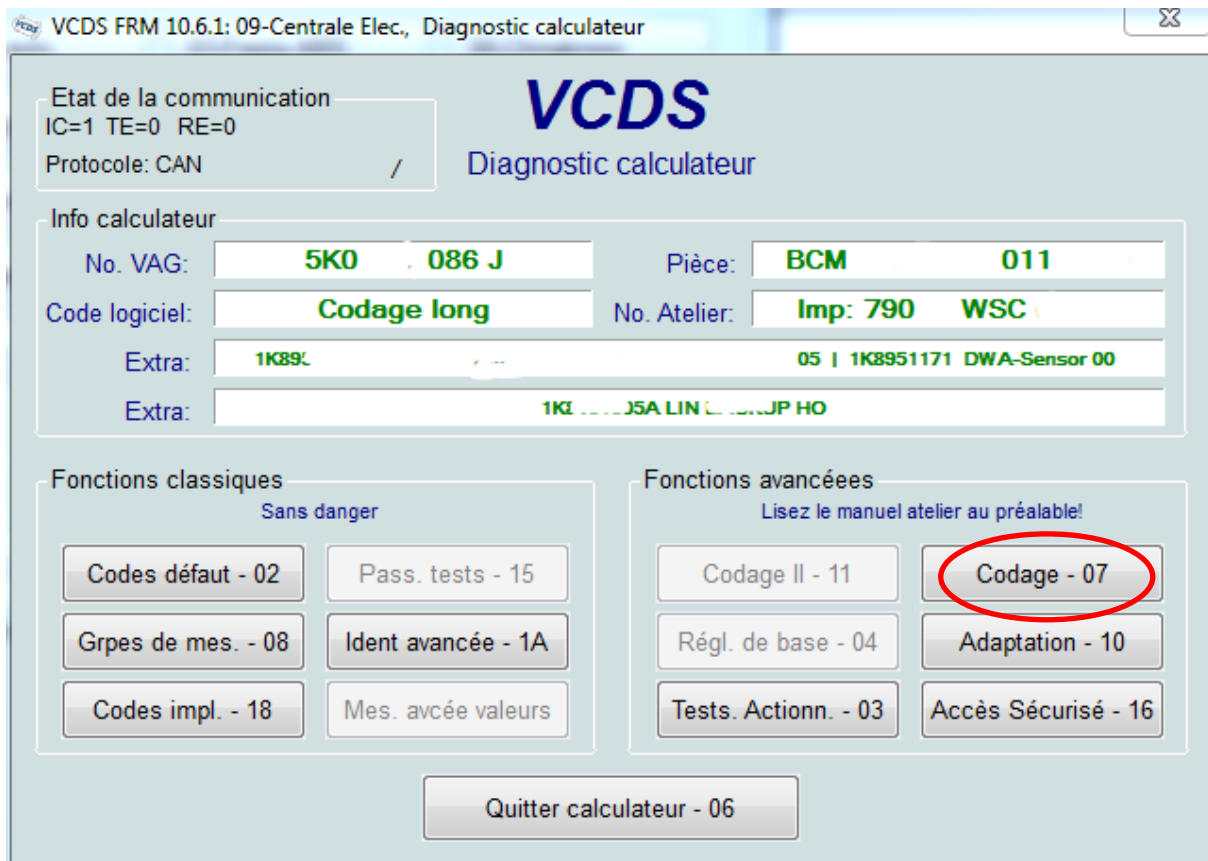 VCDS FRM 10.6.1: 09-Centrale Elec., Diagnostic calculateur
Etat de la communication
IC=1 TE=0 RE=0
Protocole: CAN /
VCDS
Diagnostic calculateur
Info calculateur
No. VAG: 5K0 086 J Pièce: BCM 011
Code logiciel: Codage long No. Atelier: Imp: 790 WSC
Extra: 05 | 1K8951171 DWA-Sensor 00
Extra: LIN HO
Fonctions classiques
Sans danger
Codes défaut - 02 Pass. tests - 15
Grpes de mes. - 08 Ident avancée - 1A
Codes impl. - 18 Mes. avcée valeurs
Fonctions avancéees
Lisez le manuel atelier au préalable!
Codage II - 11 Codage - 07
Régl. de base - 04 Adaptation - 10
Tests. Actionn. - 03 Accès Sécurisé - 16
Quitter calculateur - 06